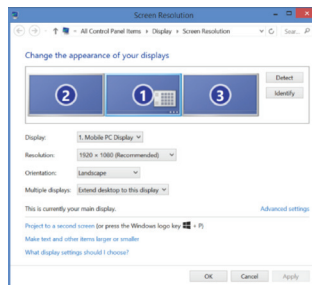 Screen Resolution
All Control Panel Items ▸ Display ▸ Screen Resolution
Sear...
Change the appearance of your displays
2
1
3
Detect
Identify
Display: 1. Mobile PC Display
Resolution: 1920 × 1080 (Recommended)
Orientation: Landscape
Multiple displays: Extend desktop to this display
This is currently your main display.
Advanced settings
Project to a second screen (or press the Windows logo key + P)
Make text and other items larger or smaller
What display settings should I choose?
OK Cancel Apply